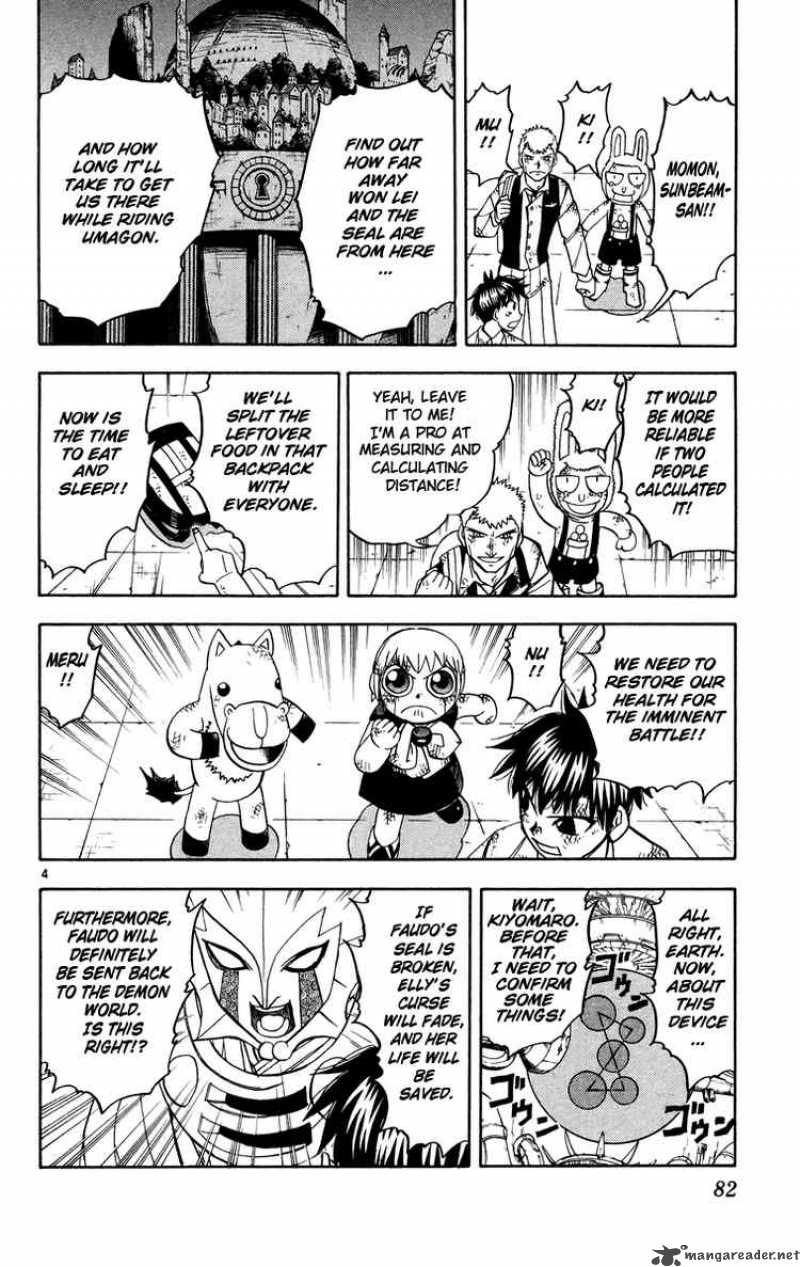 MOMON,
SUNBEAM-
SAN!!
KI
!!
MU
!!
FIND OUT
HOW FAR
AWAY
WON LEI
AND THE
SEAL ARE
FROM HERE
...
AND HOW
LONG IT'LL
TAKE TO GET
US THERE
WHILE RIDING
UMAGON.
IT WOULD
BE MORE
RELIABLE
IF TWO
PEOPLE
CALCULATED
IT!
KI!
YEAH, LEAVE
IT TO ME!
I'M A PRO AT
MEASURING AND
CALCULATING
DISTANCE!
WE'LL
SPLIT THE
LEFTOVER
FOOD IN THAT
BACKPACK
WITH
EVERYONE.
NOW IS
THE TIME
TO EAT
AND
SLEEP!!
WE NEED TO
RESTORE OUR
HEALTH FOR
THE IMMINENT
BATTLE!!
NU
!!
MERU
!!
4
ALL
RIGHT,
EARTH.
NOW,
ABOUT
THIS
DEVICE
...
WAIT,
KIYOMARO.
BEFORE
THAT,
I NEED TO
CONFIRM
SOME
THINGS!
ゴウン
ゴウン
ゴウン
IF
FAUDO'S
SEAL IS
BROKEN,
ELLY'S
CURSE
WILL FADE,
AND HER
LIFE WILL
BE
SAVED.
FURTHERMORE,
FAUDO WILL
DEFINITELY
BE SENT BACK
TO THE DEMON
WORLD.
IS THIS
RIGHT!?
82
mangareader.net